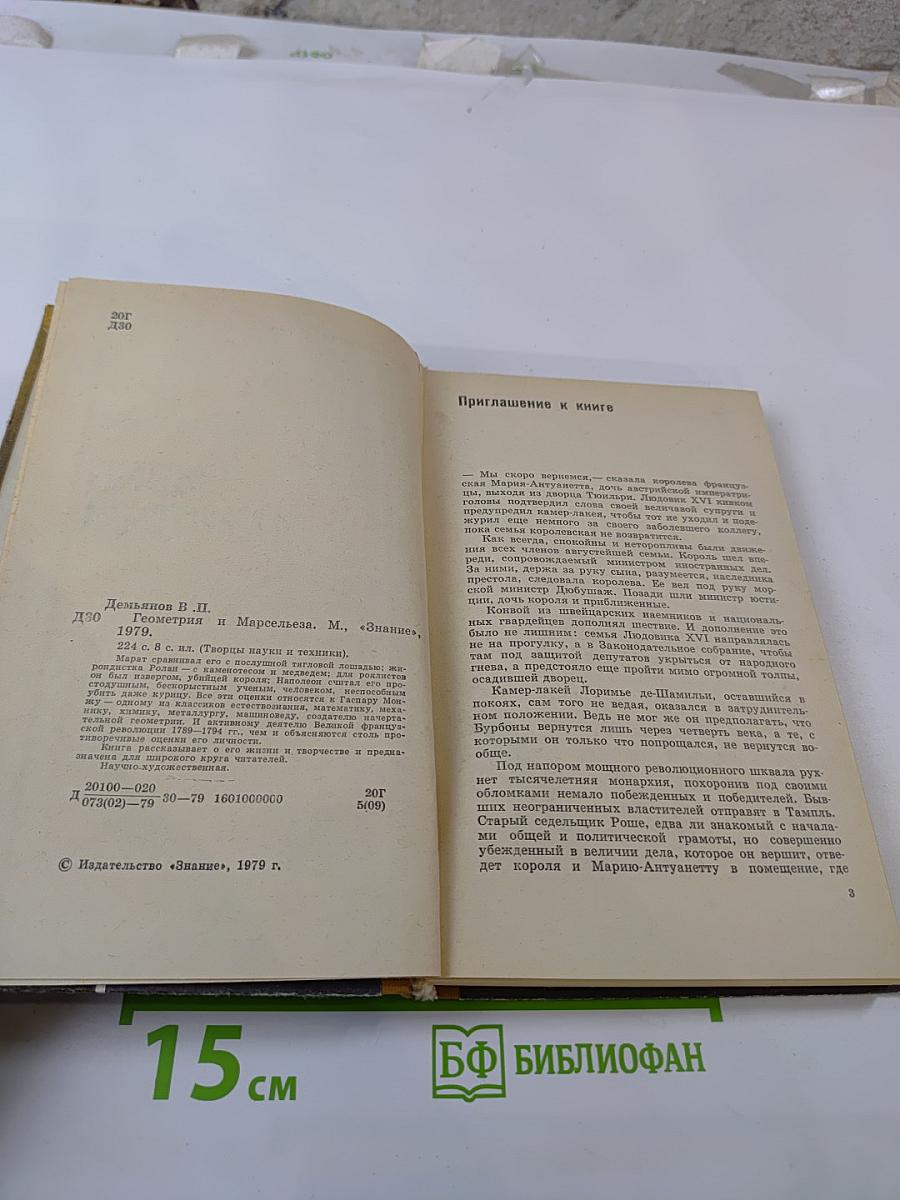 20Г
Д30
Демьянов В .П.
Д30 Геометрия и Марсельеза. М., «Знание»,
1979.
224 с. 8 с. ил. (Творцы науки и техники).
Марат сравнивал его с послушной тягловой лошадью; жи-
рондистка Ролан — с каменотесом и медведем; для роялистов
он был извергом, убийцей короля; Наполеон считал его про-
стодушным, бескорыстным ученым, человеком, неспособным
убить даже курицу. Все эти оценки относятся к Гаспару Мон-
жу — одному из классиков естествознания, математику, меха-
нику, химику, металлургу, машиноведу, создателю начерта-
тельной геометрии. И активному деятелю Великой француз-
ской революции 1789—1794 гг., чем и объясняются столь про-
тиворечивые оценки его личности.
Книга рассказывает о его жизни и творчестве и предна-
значена для широкого круга читателей.
Научно-художественная.
Д 20100—020
073(02)—79 30—79 1601000000 20Г
5(09)
© Издательство «Знание», 1979 г.
Приглашение к книге
— Мы скоро вернемся,— сказала королева француз-
ская Мария-Антуанетта, дочь австрийской императри-
цы, выходя из дворца Тюильри. Людовик XVI кивком
головы подтвердил слова своей величавой супруги и
предупредил камер-лакея, чтобы тот не уходил и поде-
журил еще немного за своего заболевшего коллегу,
пока семья королевская не возвратится.
Как всегда, спокойны и неторопливы были движе-
ния всех членов августейшей семьи. Король шел впе-
реди, сопровождаемый министром иностранных дел.
За ними, держа за руку сына, разумеется, наследника
престола, следовала королева. Ее вел под руку мор-
ской министр Дюбушаж. Позади шли министр юсти-
ции, дочь короля и приближенные.
Конвой из швейцарских наемников и националь-
ных гвардейцев дополнял шествие. И дополнение это
было не лишним: семья Людовика XVI направлялась
не на прогулку, а в Законодательное собрание, чтобы
там под защитой депутатов укрыться от народного
гнева, а предстояло еще пройти мимо огромной толпы,
осадившей дворец.
Камер-лакей Лоримье де-Шамильи, оставшийся в
покоях, сам того не ведая, оказался в затруднитель-
ном положении. Ведь не мог же он предполагать, что
Бурбоны вернутся лишь через четверть века, а те, с
которыми он только что попрощался, не вернутся во-
обще.
Под напором мощного революционного шквала рух-
нет тысячелетняя монархия, похоронив под своими
обломками немало побежденных и победителей. Быв-
ших неограниченных властителей отправят в Тампль.
Старый седельщик Роше, едва ли знакомый с начала-
ми общей и политической грамоты, но совершенно
убежденный в величии дела, которое он вершит, отве-
дет короля и Марию-Антуанетту в помещение, где
3
15 см
БФ БИБЛИОФАН